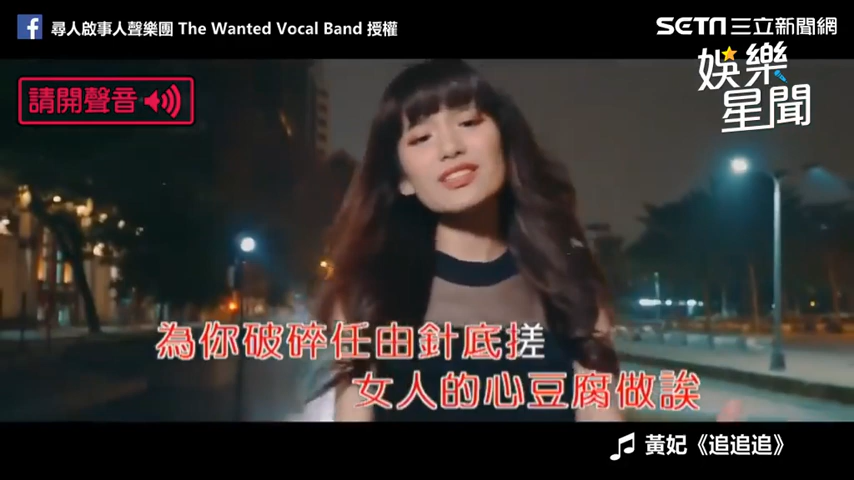 尋人啟事人聲樂團 The Wanted Vocal Band 授權
SETN三立新聞網
娛樂
星聞
請開聲音
為你破碎任由針底搓
女人的心豆腐做誒
黃妃《追追追》